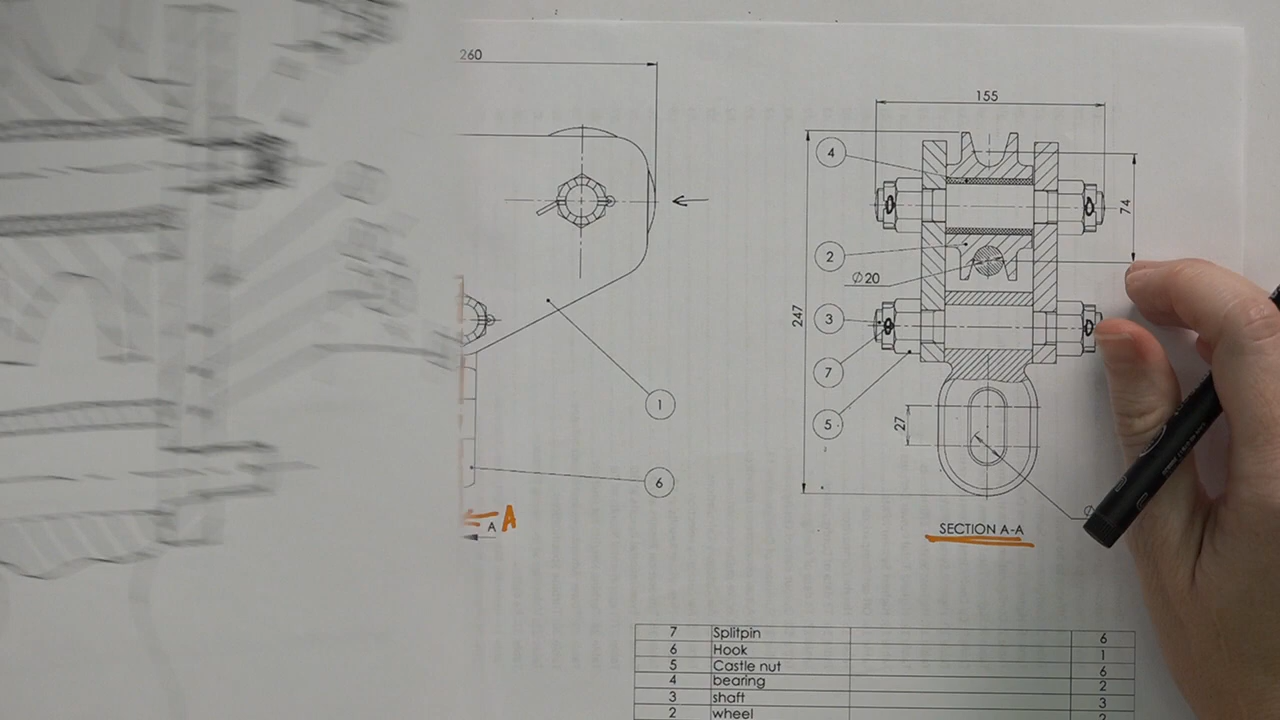 260
155
4
74
2
Ø20
247
3
7
1
5
27
6
A
A
SECTION A-A
7 Splitpin 6
6 Hook 1
5 Castle nut 6
4 bearing 2
3 shaft 3
2 wheel